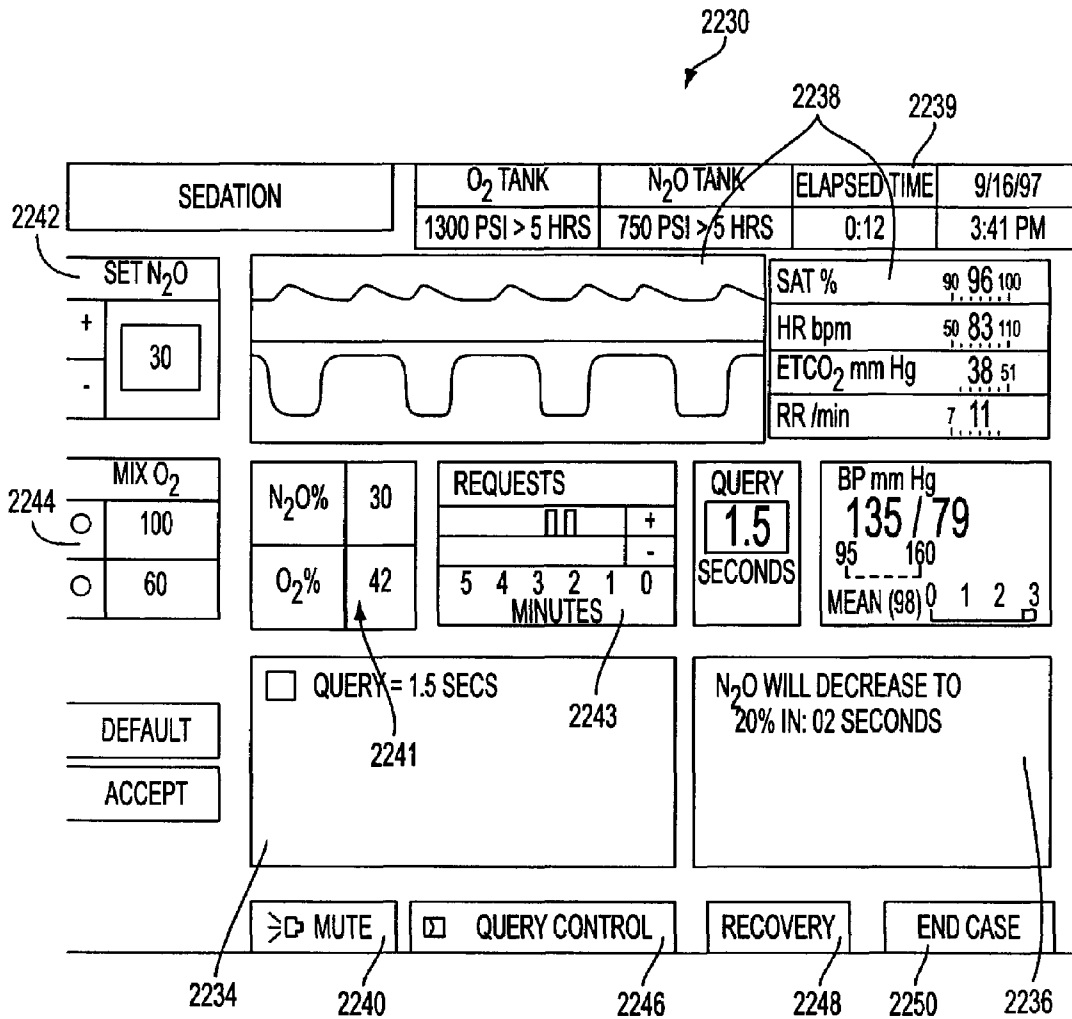 2230
2238
2239
SEDATION
O₂ TANK
N₂O TANK
ELAPSED TIME
9/16/97
1300 PSI > 5 HRS
750 PSI > 5 HRS
0:12
3:41 PM
2242
SET N₂O
+
-
30
SAT %
90 96 100
HR bpm
50 83 110
ETCO₂ mm Hg
38 51
RR /min
7 11
2244
MIX O₂
100
60
N₂O%
30
O₂%
42
REQUESTS
+
-
5 4 3 2 1 0
MINUTES
QUERY
1.5
SECONDS
BP mm Hg
135 / 79
95 160
MEAN (98) 0 1 2 3
DEFAULT
ACCEPT
QUERY = 1.5 SECS
2241
2243
N₂O WILL DECREASE TO
20% IN: 02 SECONDS
MUTE
QUERY CONTROL
RECOVERY
END CASE
2234
2240
2246
2248
2250
2236